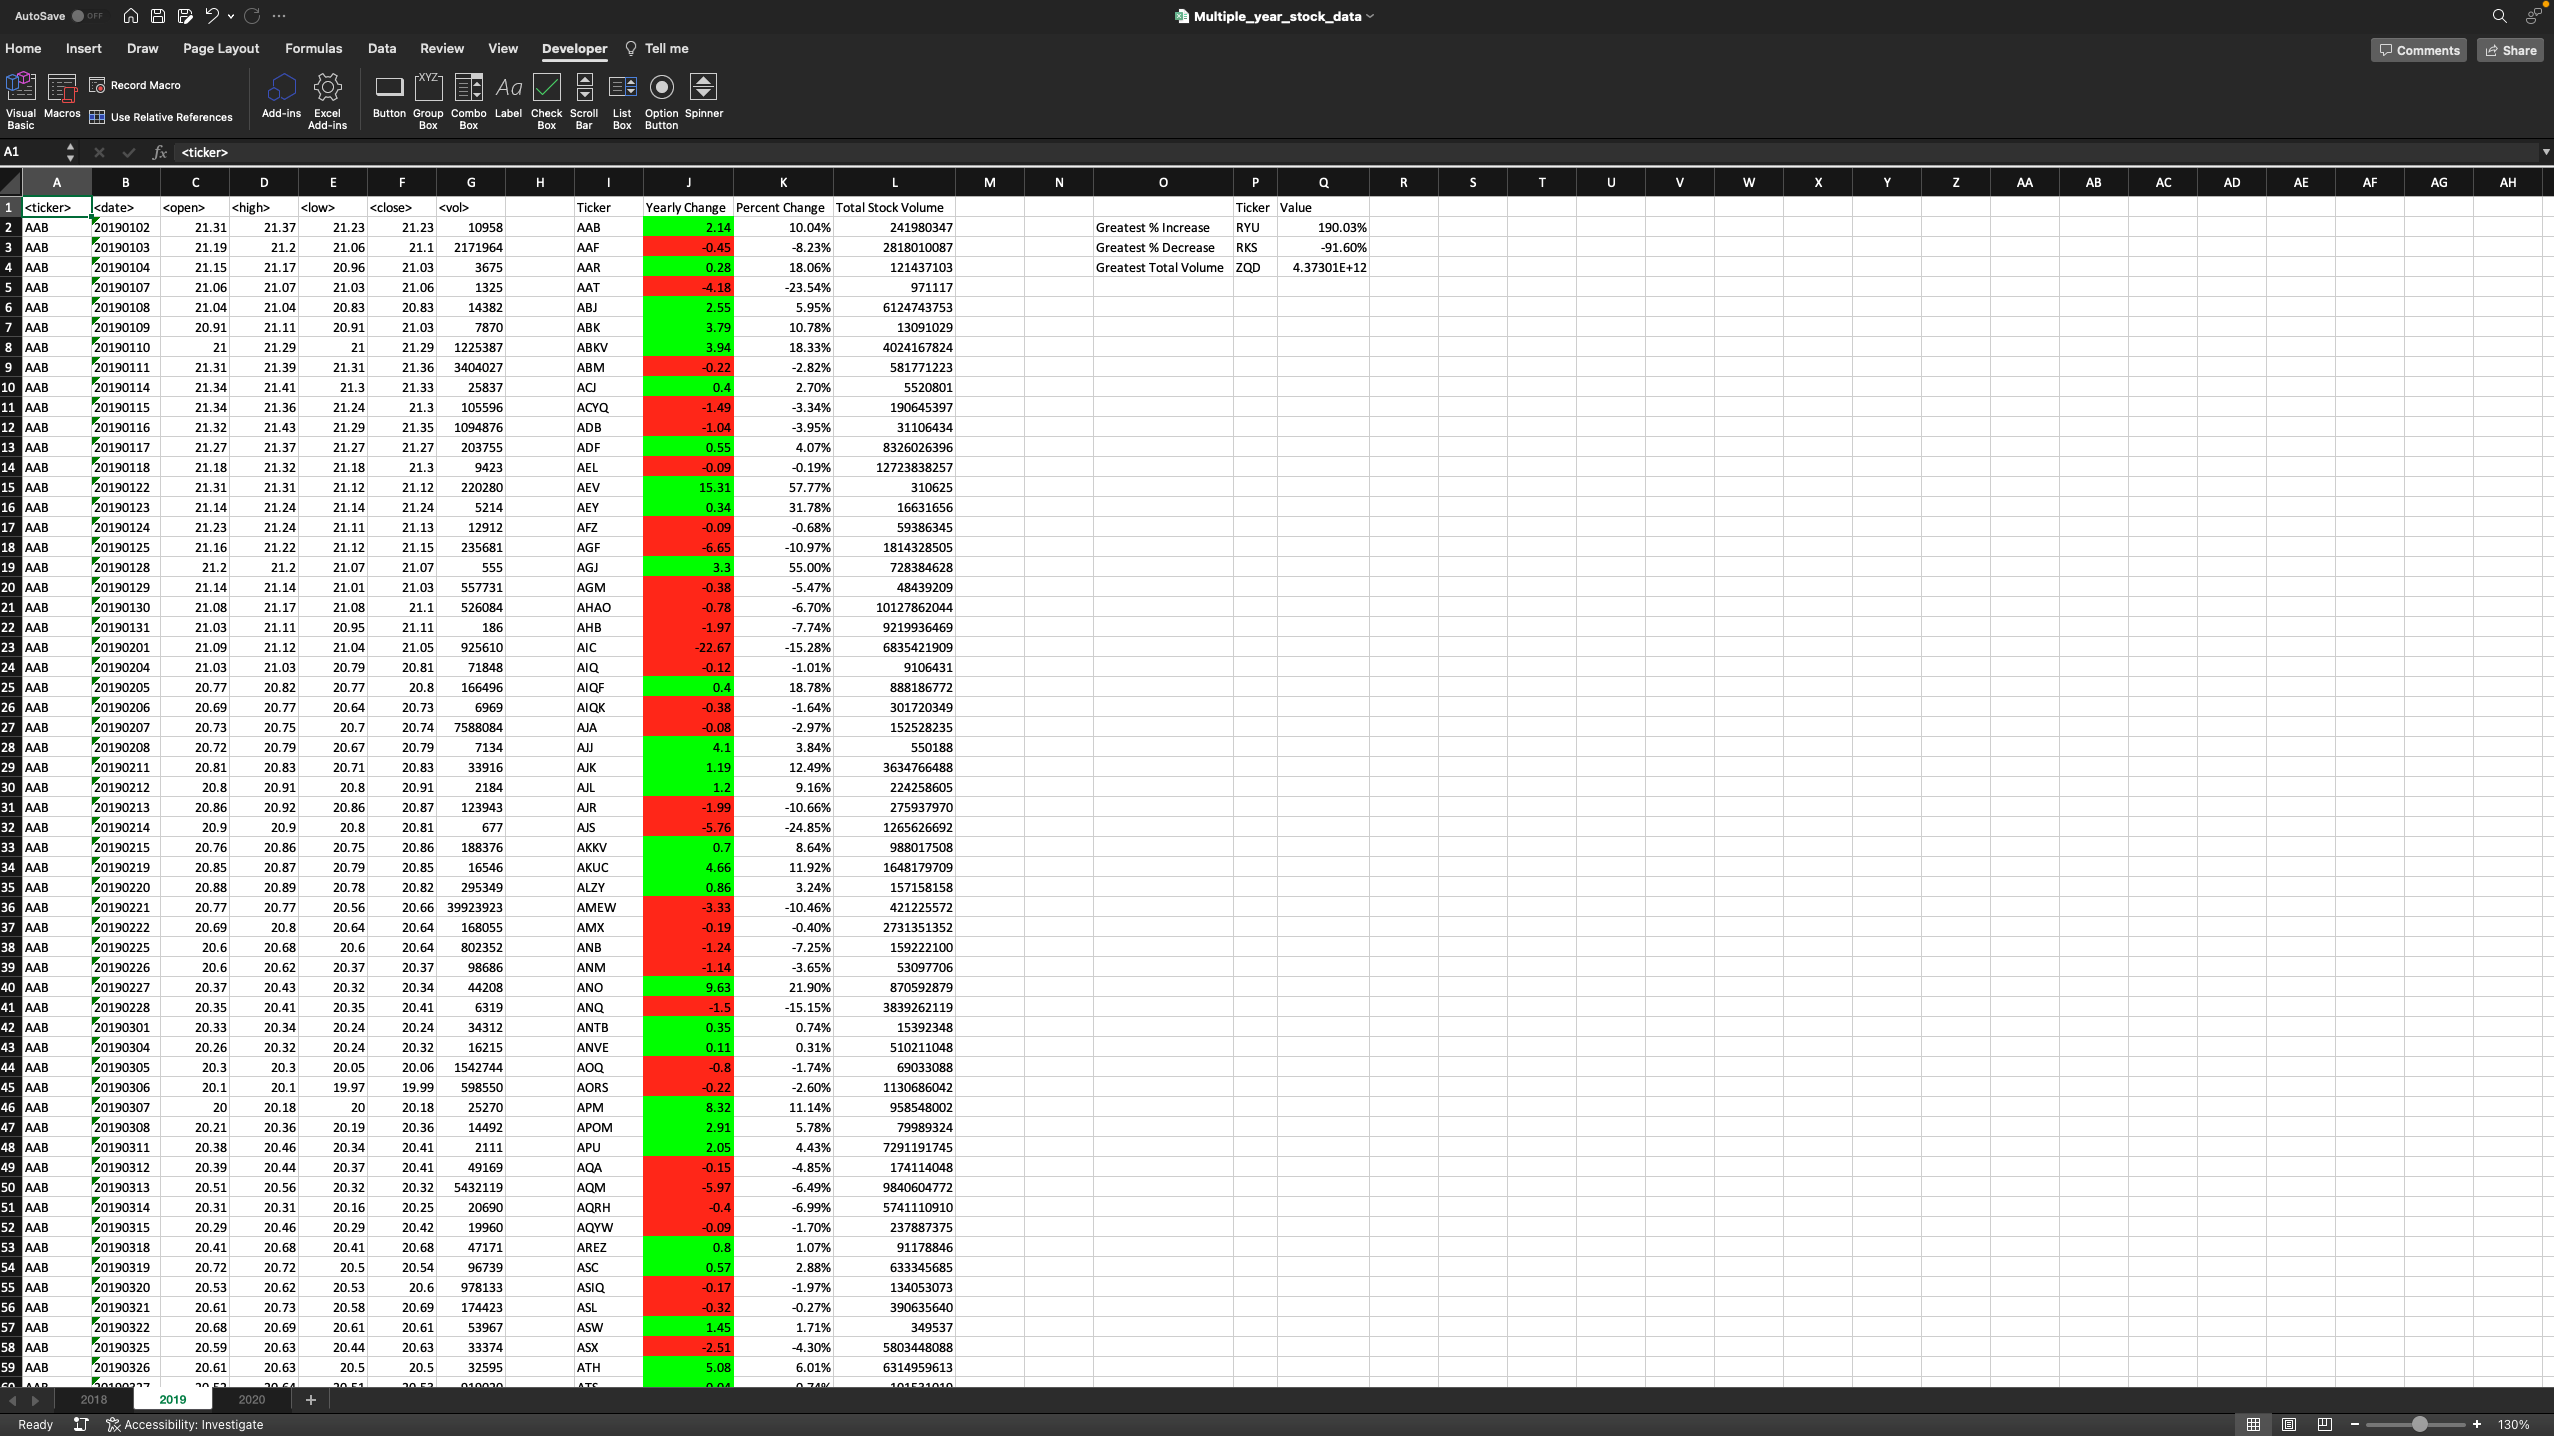 AutoSave OFF Multiple_year_stock_data
Home Insert Draw Page Layout Formulas Data Review View Developer Tell me Comments Share
Record Macro
Use Relative References
Visual Basic Macros Add-ins Excel Add-ins Button Group Box Combo Box Label Check Box Scroll Bar List Box Option Button Spinner
A1 fx <ticker>
A B C D E F G H I J K L M N O P Q R S T U V W X Y Z AA AB AC AD AE AF AG AH
1 <ticker> <date> <open> <high> <low> <close> <vol> Ticker Yearly Change Percent Change Total Stock Volume Ticker Value
2 AAB 20190102 21.31 21.37 21.23 21.23 10958 AAB 2.14 10.04% 241980347 Greatest % Increase RYU 190.03%
3 AAB 20190103 21.19 21.2 21.06 21.1 2171964 AAF -0.45 -8.23% 2818010087 Greatest % Decrease RKS -91.60%
4 AAB 20190104 21.15 21.17 20.96 21.03 3675 AAR 0.28 18.06% 121437103 Greatest Total Volume ZQD 4.37301E+12
5 AAB 20190107 21.06 21.07 21.03 21.06 1325 AAT -4.18 -23.54% 971117
6 AAB 20190108 21.04 21.04 20.83 20.83 14382 ABJ 2.55 5.95% 6124743753
7 AAB 20190109 20.91 21.11 20.91 21.03 7870 ABK 3.79 10.78% 13091029
8 AAB 20190110 21 21.29 21 21.29 1225387 ABKV 3.94 18.33% 4024167824
9 AAB 20190111 21.31 21.39 21.31 21.36 3404027 ABM -0.22 -2.82% 581771223
10 AAB 20190114 21.34 21.41 21.3 21.33 25837 ACJ 0.4 2.70% 5520801
11 AAB 20190115 21.34 21.36 21.24 21.3 105596 ACYQ -1.49 -3.34% 190645397
12 AAB 20190116 21.32 21.43 21.29 21.35 1094876 ADB -1.04 -3.95% 31106434
13 AAB 20190117 21.27 21.37 21.27 21.27 203755 ADF 0.55 4.07% 8326026396
14 AAB 20190118 21.18 21.32 21.18 21.3 9423 AEL -0.09 -0.19% 12723838257
15 AAB 20190122 21.31 21.31 21.12 21.12 220280 AEV 15.31 57.77% 310625
16 AAB 20190123 21.14 21.24 21.14 21.24 5214 AEY 0.34 31.78% 16631656
17 AAB 20190124 21.23 21.24 21.11 21.13 12912 AFZ -0.09 -0.68% 59386345
18 AAB 20190125 21.16 21.22 21.12 21.15 235681 AGF -6.65 -10.97% 1814328505
19 AAB 20190128 21.2 21.2 21.07 21.07 555 AGJ 3.3 55.00% 728384628
20 AAB 20190129 21.14 21.14 21.01 21.03 557731 AGM -0.38 -5.47% 48439209
21 AAB 20190130 21.08 21.17 21.08 21.1 526084 AHAO -0.78 -6.70% 10127862044
22 AAB 20190131 21.03 21.11 20.95 21.11 186 AHB -1.97 -7.74% 9219936469
23 AAB 20190201 21.09 21.12 21.04 21.05 925610 AIC -22.67 -15.28% 6835421909
24 AAB 20190204 21.03 21.03 20.79 20.81 71848 AIQ -0.12 -1.01% 9106431
25 AAB 20190205 20.77 20.82 20.77 20.8 166496 AIQF 0.4 18.78% 888186772
26 AAB 20190206 20.69 20.77 20.64 20.73 6969 AIQK -0.38 -1.64% 301720349
27 AAB 20190207 20.73 20.75 20.7 20.74 7588084 AJA -0.08 -2.97% 152528235
28 AAB 20190208 20.72 20.79 20.67 20.79 7134 AJJ 4.1 3.84% 550188
29 AAB 20190211 20.81 20.83 20.71 20.83 33916 AJK 1.19 12.49% 3634766488
30 AAB 20190212 20.8 20.91 20.8 20.91 2184 AJL 1.2 9.16% 224258605
31 AAB 20190213 20.86 20.92 20.86 20.87 123943 AJR -1.99 -10.66% 275937970
32 AAB 20190214 20.9 20.9 20.8 20.81 677 AJS -5.76 -24.85% 1265626692
33 AAB 20190215 20.76 20.86 20.75 20.86 188376 AKKV 0.7 8.64% 988017508
34 AAB 20190219 20.85 20.87 20.79 20.85 16546 AKUC 4.66 11.92% 1648179709
35 AAB 20190220 20.88 20.89 20.78 20.82 295349 ALZY 0.86 3.24% 157158158
36 AAB 20190221 20.77 20.77 20.56 20.66 39923923 AMEW -3.33 -10.46% 421225572
37 AAB 20190222 20.69 20.8 20.64 20.64 168055 AMX -0.19 -0.40% 2731351352
38 AAB 20190225 20.6 20.68 20.6 20.64 802352 ANB -1.24 -7.25% 159222100
39 AAB 20190226 20.6 20.62 20.37 20.37 98686 ANM -1.14 -3.65% 53097706
40 AAB 20190227 20.37 20.43 20.32 20.34 44208 ANO 9.63 21.90% 870592879
41 AAB 20190228 20.35 20.41 20.35 20.41 6319 ANQ -1.5 -15.15% 3839262119
42 AAB 20190301 20.33 20.34 20.24 20.24 34312 ANTB 0.35 0.74% 15392348
43 AAB 20190304 20.26 20.32 20.24 20.32 16215 ANVE 0.11 0.31% 510211048
44 AAB 20190305 20.3 20.3 20.05 20.06 1542744 AOQ -0.8 -1.74% 69033088
45 AAB 20190306 20.1 20.1 19.97 19.99 598550 AORS -0.22 -2.60% 1130686042
46 AAB 20190307 20 20.18 20 20.18 25270 APM 8.32 11.14% 958548002
47 AAB 20190308 20.21 20.36 20.19 20.36 14492 APOM 2.91 5.78% 79989324
48 AAB 20190311 20.38 20.46 20.34 20.41 2111 APU 2.05 4.43% 7291191745
49 AAB 20190312 20.39 20.44 20.37 20.41 49169 AQA -0.15 -4.85% 174114048
50 AAB 20190313 20.51 20.56 20.32 20.32 5432119 AQM -5.97 -6.49% 9840604772
51 AAB 20190314 20.31 20.31 20.16 20.25 20690 AQRH -0.4 -6.99% 5741110910
52 AAB 20190315 20.29 20.46 20.29 20.42 19960 AQYW -0.09 -1.70% 237887375
53 AAB 20190318 20.41 20.68 20.41 20.68 47171 AREZ 0.8 1.07% 91178846
54 AAB 20190319 20.72 20.72 20.5 20.54 96739 ASC 0.57 2.88% 633345685
55 AAB 20190320 20.53 20.62 20.53 20.6 978133 ASIQ -0.17 -1.97% 134053073
56 AAB 20190321 20.61 20.73 20.58 20.69 174423 ASL -0.32 -0.27% 390635640
57 AAB 20190322 20.68 20.69 20.61 20.61 53967 ASW 1.45 1.71% 349537
58 AAB 20190325 20.59 20.63 20.44 20.63 33374 ASX -2.51 -4.30% 5803448088
59 AAB 20190326 20.61 20.63 20.5 20.5 32595 ATH 5.08 6.01% 6314959613
2018 2019 2020 +
Ready Accessibility: Investigate 130%